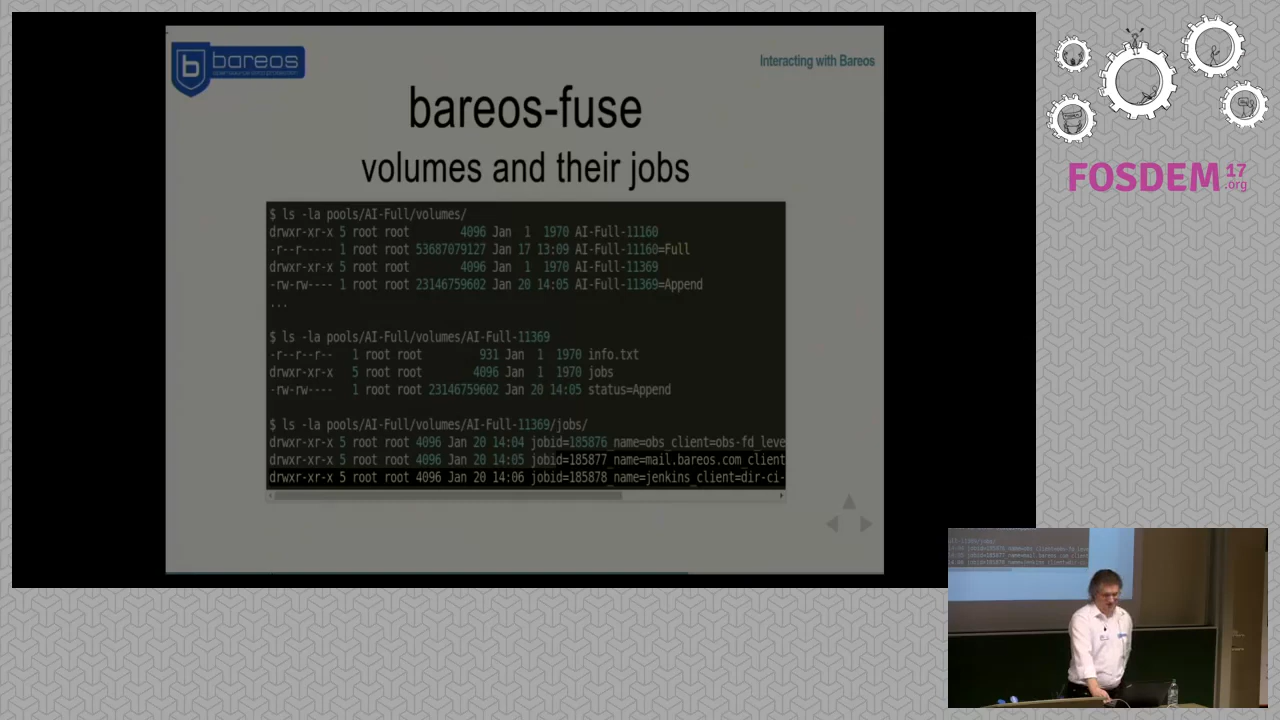 bareos
Interacting with Bareos
bareos-fuse
volumes and their jobs
$ ls -la pools/AI-Full/volumes/
drwxr-xr-x 5 root root 4096 Jan 1 1970 AI-Full-11160
-r--r----- 1 root root 53687079127 Jan 17 13:09 AI-Full-11160=Full
drwxr-xr-x 5 root root 4096 Jan 1 1970 AI-Full-11369
-rw-rw---- 1 root root 23146759602 Jan 20 14:05 AI-Full-11369=Append
...
$ ls -la pools/AI-Full/volumes/AI-Full-11369
-r--r--r-- 1 root root 931 Jan 1 1970 info.txt
drwxr-xr-x 5 root root 4096 Jan 1 1970 jobs
-rw-rw---- 1 root root 23146759602 Jan 20 14:05 status=Append
$ ls -la pools/AI-Full/volumes/AI-Full-11369/jobs/
drwxr-xr-x 5 root root 4096 Jan 20 14:04 jobid=185876_name=obs_client=obs-fd_leve
drwxr-xr-x 5 root root 4096 Jan 20 14:05 jobid=185877_name=mail.bareos.com_client
drwxr-xr-x 5 root root 4096 Jan 20 14:06 jobid=185878_name=jenkins_client=dir-ci-
FOSDEM 17
.org